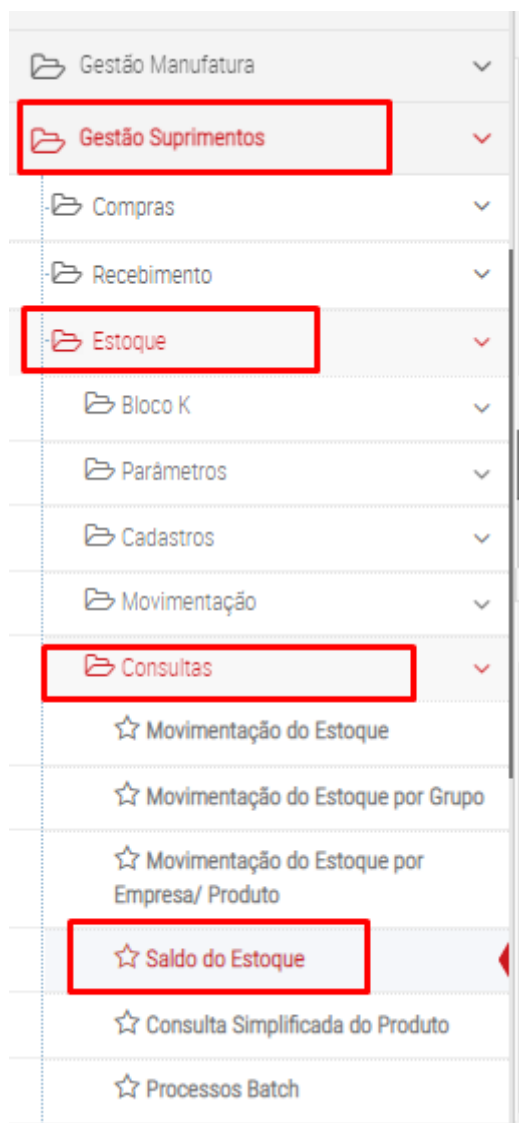 Gestão Manufatura
Gestão Suprimentos
Compras
Recebimento
Estoque
Bloco K
Parâmetros
Cadastros
Movimentação
Consultas
Movimentação do Estoque
Movimentação do Estoque por Grupo
Movimentação do Estoque por
Empresa/ Produto
Saldo do Estoque
Consulta Simplificada do Produto
Processos Batch